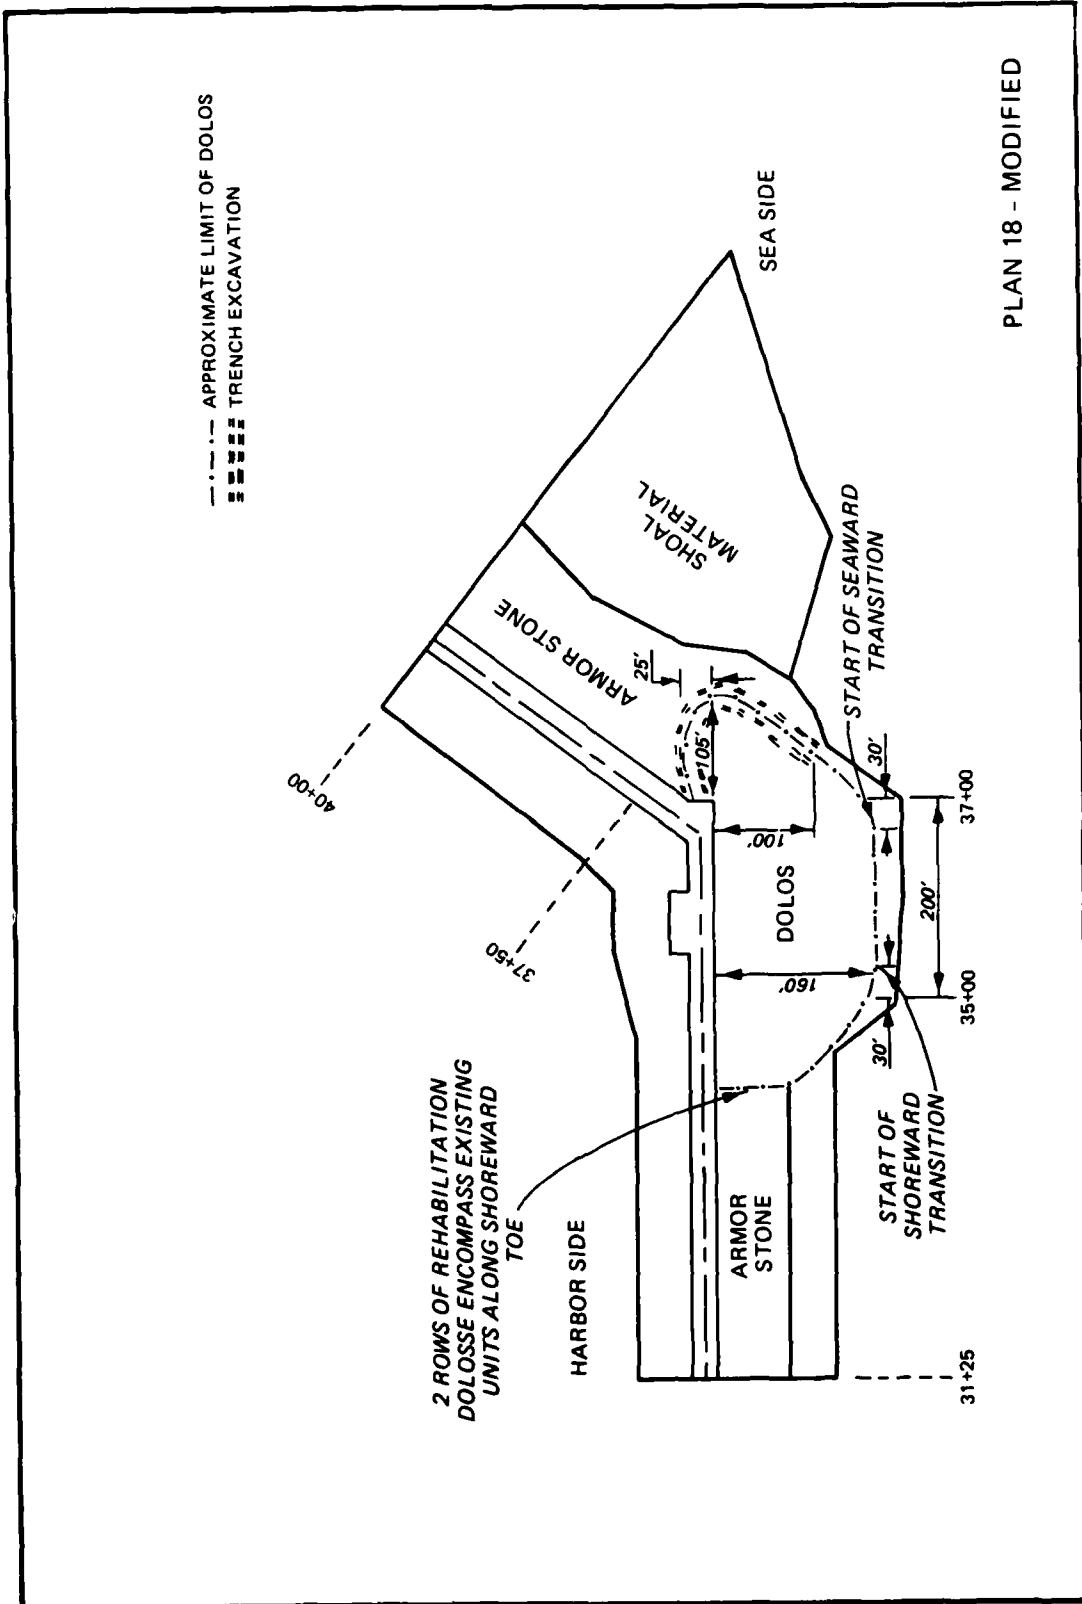 —·—·— APPROXIMATE LIMIT OF DOLOS
TRENCH EXCAVATION
40+00
37+50
2 ROWS OF REHABILITATION
DOLOSSE ENCOMPASS EXISTING
UNITS ALONG SHOREWARD
TOE
HARBOR SIDE
ARMOR STONE
SHOAL
MATERIAL
SEA SIDE
25'
105'
100'
DOLOS
160'
ARMOR
STONE
START OF SEAWARD
TRANSITION
30'
30'
200'
START OF
SHOREWARD
TRANSITION
31+25
35+00
37+00
PLAN 18 - MODIFIED